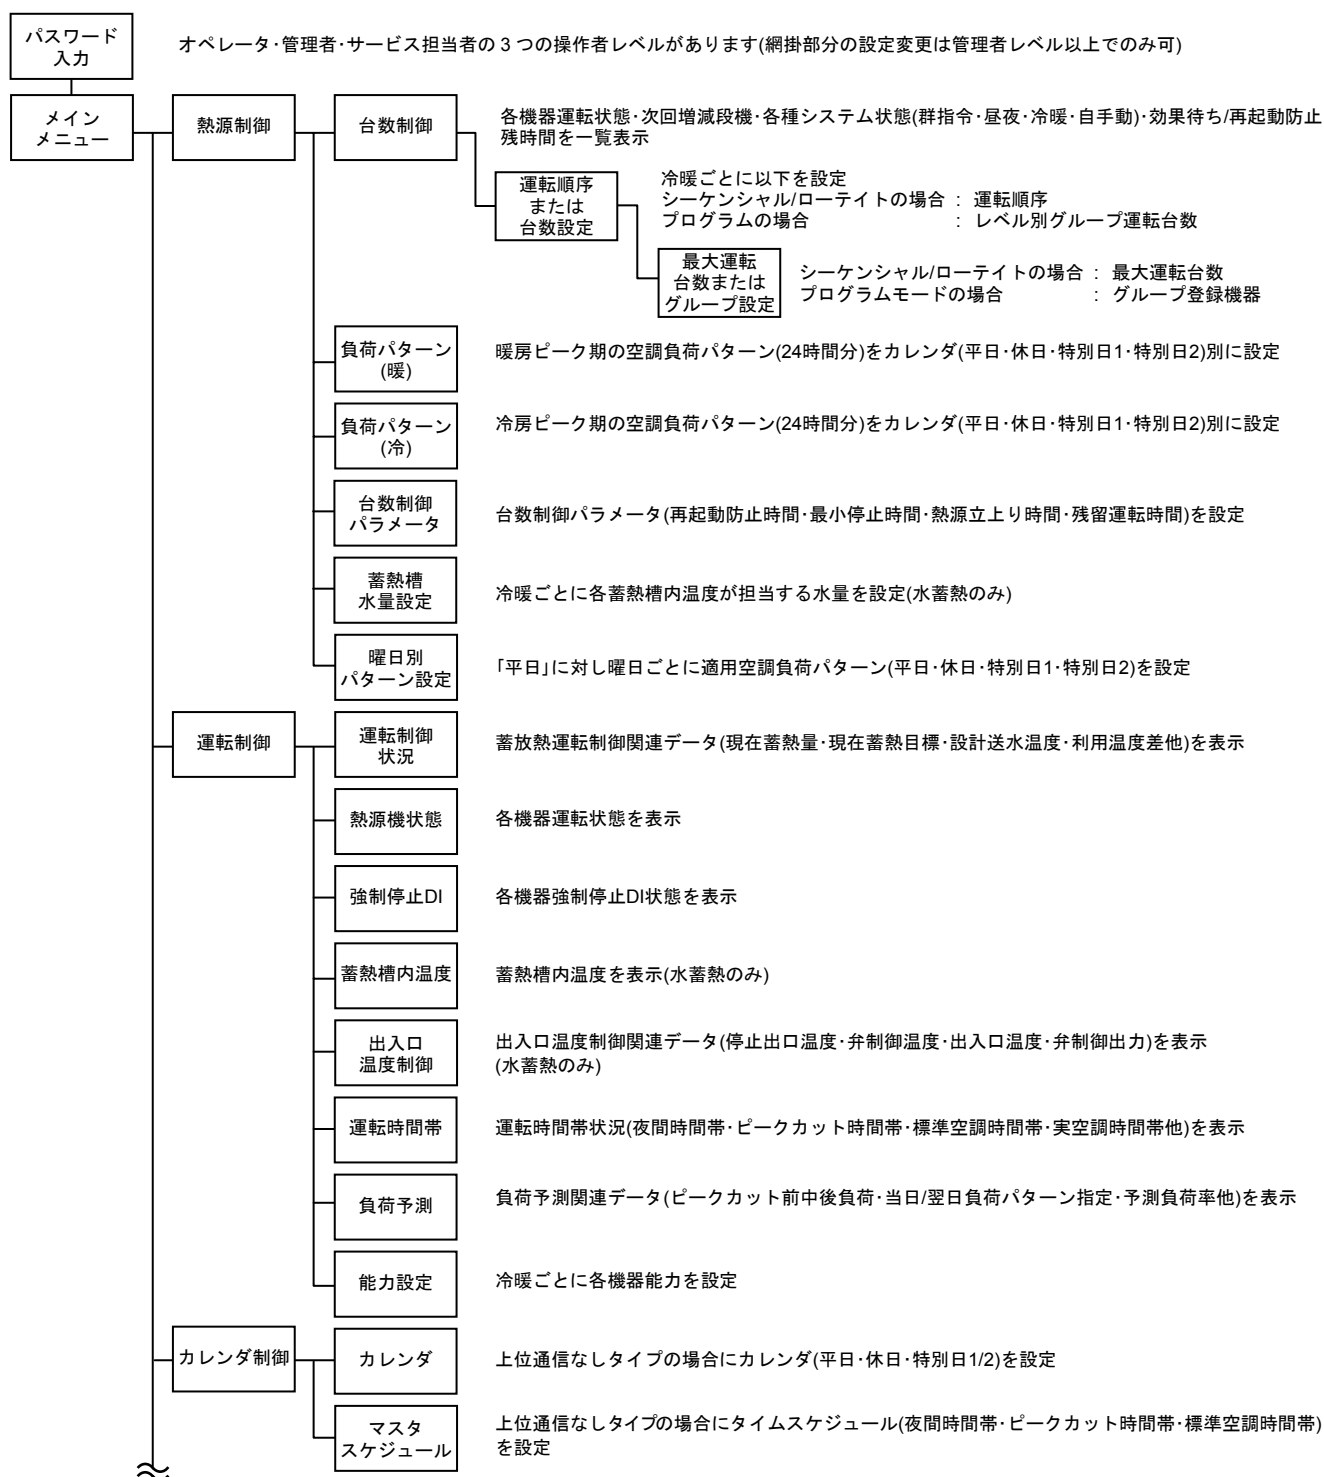 パスワード
入力
オペレータ･管理者･サービス担当者の３つの操作者レベルがあります(網掛部分の設定変更は管理者レベル以上でのみ可)
メイン
メニュー
熱源制御
台数制御
各機器運転状態･次回増減段機･各種システム状態(群指令･昼夜･冷暖･自手動)･効果待ち/再起動防止
残時間を一覧表示
運転順序
または
台数設定
冷暖ごとに以下を設定
シーケンシャル/ローテイトの場合 : 運転順序
プログラムの場合 : レベル別グループ運転台数
最大運転
台数または
グループ設定
シーケンシャル/ローテイトの場合 : 最大運転台数
プログラムモードの場合 : グループ登録機器
負荷パターン
(暖)
暖房ピーク期の空調負荷パターン(24時間分)をカレンダ(平日･休日･特別日1･特別日2)別に設定
負荷パターン
(冷)
冷房ピーク期の空調負荷パターン(24時間分)をカレンダ(平日･休日･特別日1･特別日2)別に設定
台数制御
パラメータ
台数制御パラメータ(再起動防止時間･最小停止時間･熱源立上り時間･残留運転時間)を設定
蓄熱槽
水量設定
冷暖ごとに各蓄熱槽内温度が担当する水量を設定(水蓄熱のみ)
曜日別
パターン設定
｢平日｣に対し曜日ごとに適用空調負荷パターン(平日･休日･特別日1･特別日2)を設定
運転制御
運転制御
状況
蓄放熱運転制御関連データ(現在蓄熱量･現在蓄熱目標･設計送水温度･利用温度差他)を表示
熱源機状態
各機器運転状態を表示
強制停止DI
各機器強制停止DI状態を表示
蓄熱槽内温度
蓄熱槽内温度を表示(水蓄熱のみ)
出入口
温度制御
出入口温度制御関連データ(停止出口温度･弁制御温度･出入口温度･弁制御出力)を表示
(水蓄熱のみ)
運転時間帯
運転時間帯状況(夜間時間帯･ピークカット時間帯･標準空調時間帯･実空調時間帯他)を表示
負荷予測
負荷予測関連データ(ピークカット前中後負荷･当日/翌日負荷パターン指定･予測負荷率他)を表示
能力設定
冷暖ごとに各機器能力を設定
カレンダ制御
カレンダ
上位通信なしタイプの場合にカレンダ(平日･休日･特別日1/2)を設定
マスタ
スケジュール
上位通信なしタイプの場合にタイムスケジュール(夜間時間帯･ピークカット時間帯･標準空調時間帯)
を設定